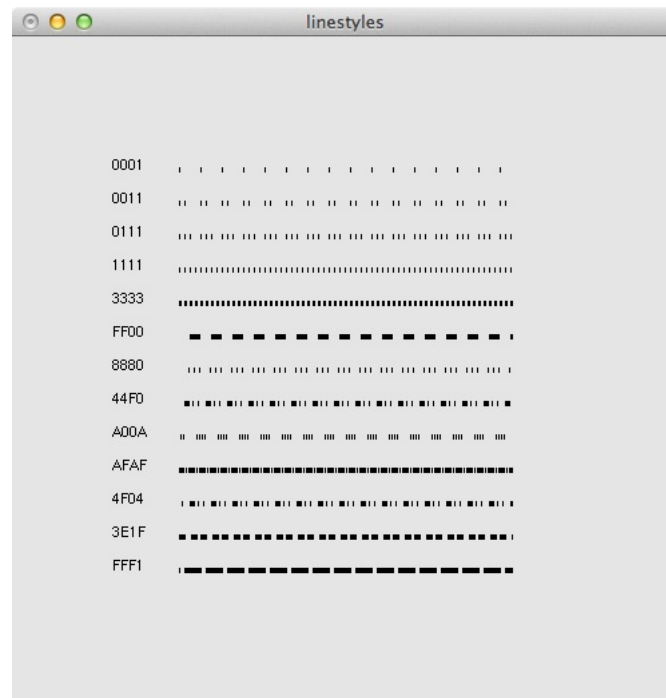 linestyles
0001
0011
0111
1111
3333
FF00
8880
44F0
A00A
AFAF
4F04
3E1F
FFF1